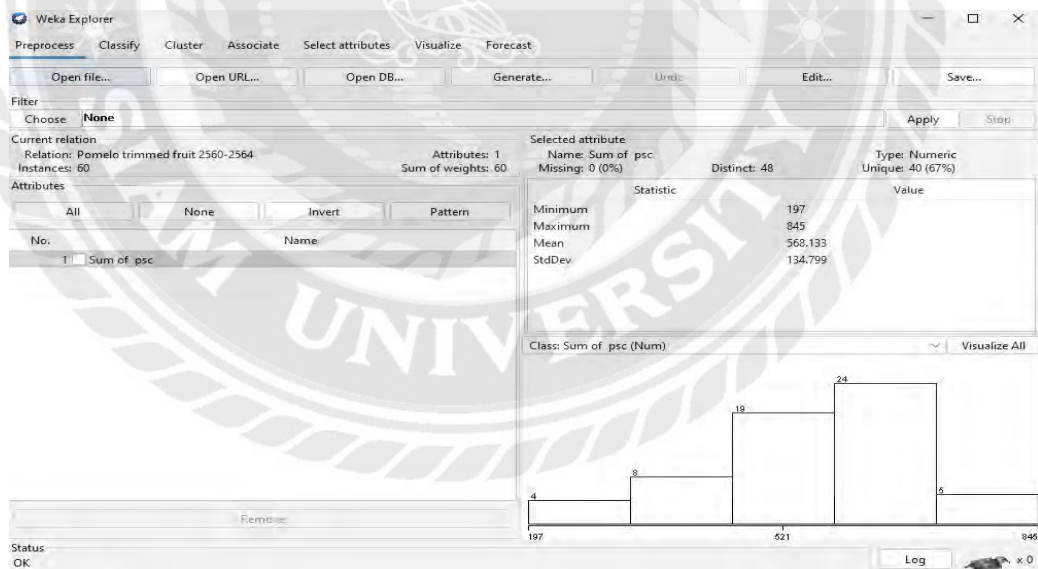 Weka Explorer
Preprocess Classify Cluster Associate Select attributes Visualize Forecast
Open file... Open URL... Open DB... Generate... Undo Edit... Save...
Filter
Choose None Apply Stop
Current relation
Relation: Pomelo trimmed fruit 2560-2564 Attributes: 1
Instances: 60 Sum of weights: 60
Selected attribute
Name: Sum of psc Type: Numeric
Missing: 0 (0%) Distinct: 48 Unique: 40 (67%)
Attributes
All None Invert Pattern
No. Name
1 Sum of psc
Remove
Statistic Value
Minimum 197
Maximum 845
Mean 568.133
StdDev 134.799
Class: Sum of psc (Num) Visualize All
4
8
19
24
5
197 521 845
Status
OK
Log x 0
SIAM UNIVERSITY